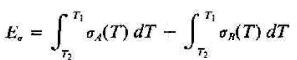 E_σ = ∫_{T_2}^{T_1} σ_A(T) dT − ∫_{T_2}^{T_1} σ_B(T) dT